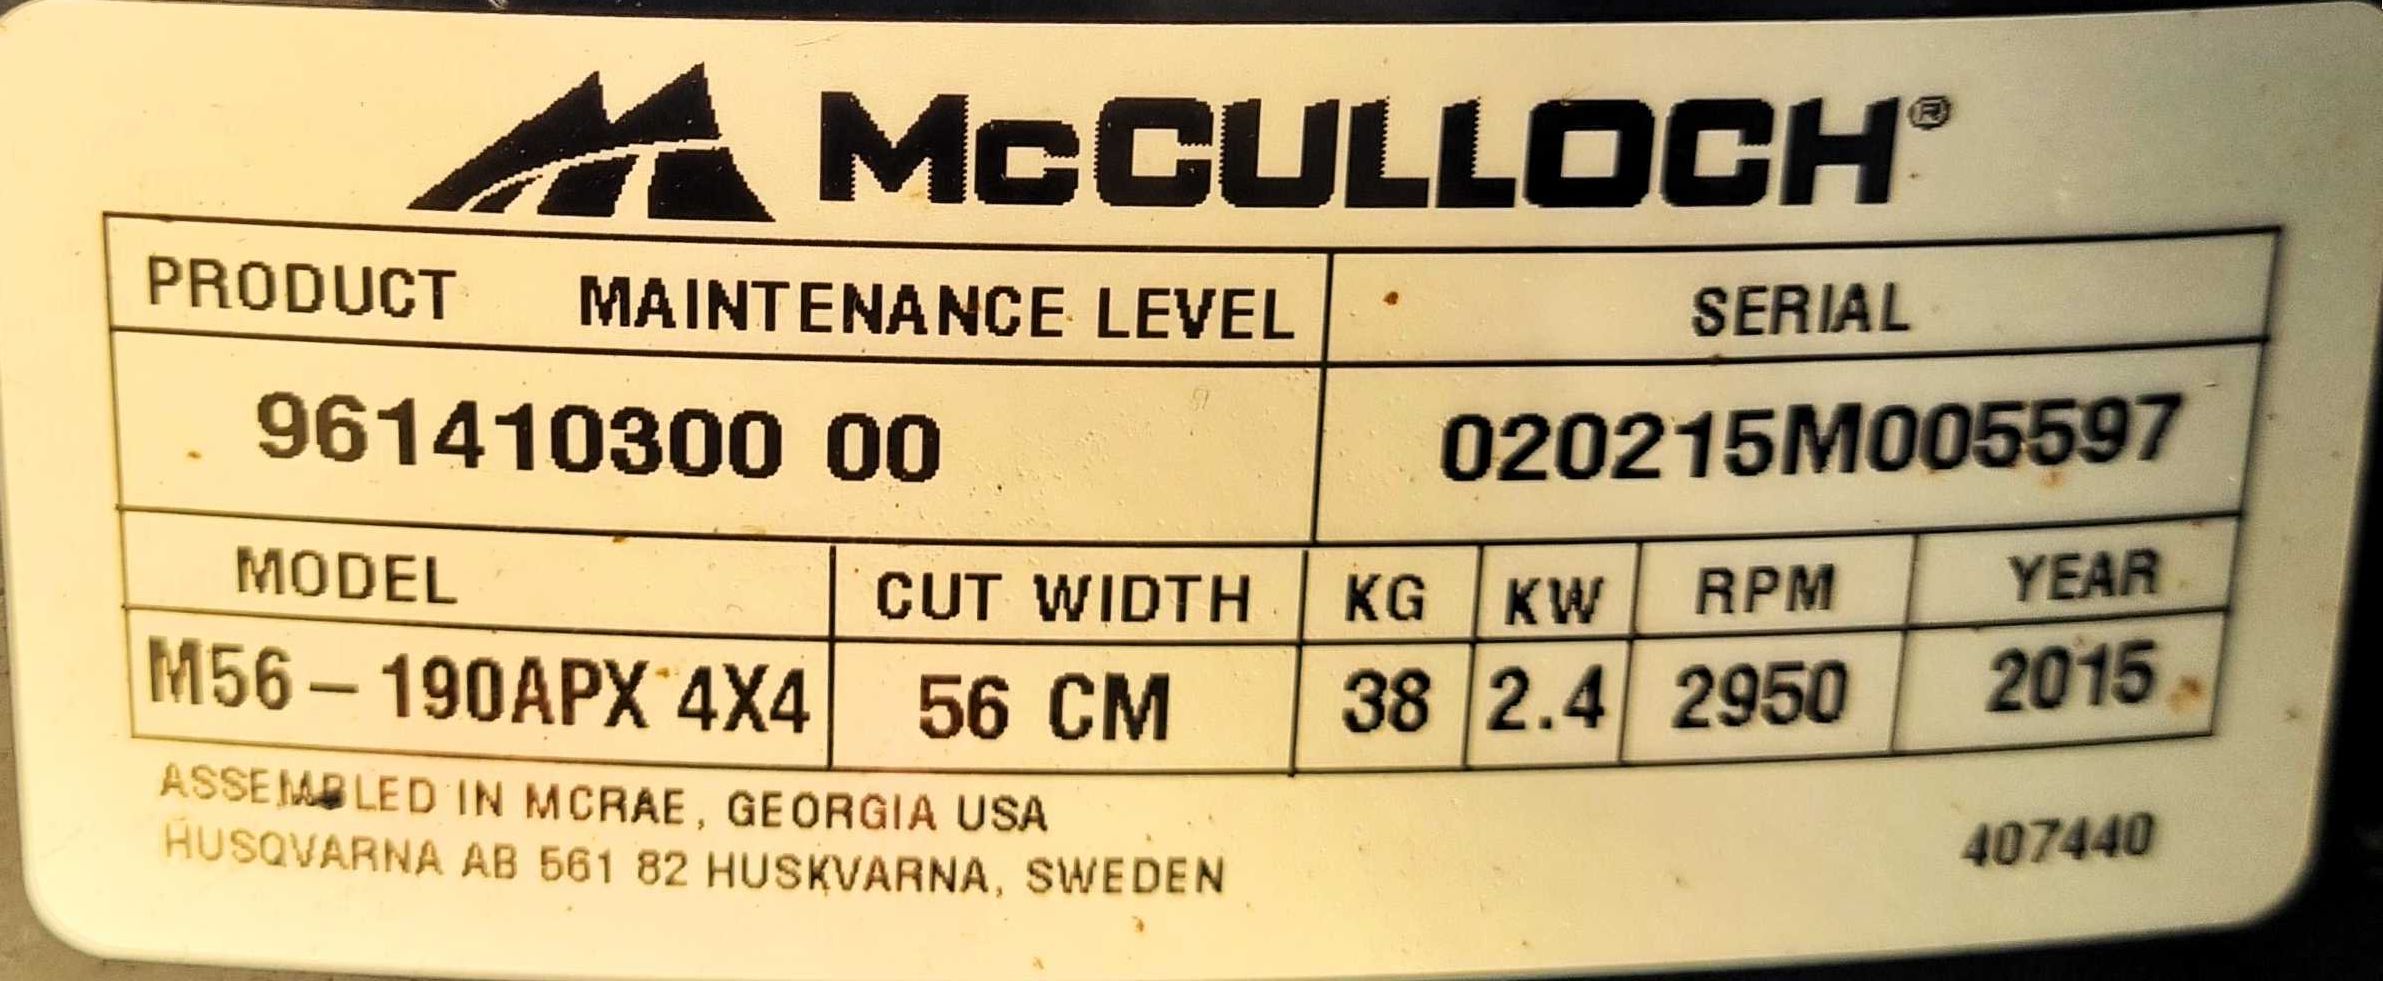 McCULLOCH®
PRODUCT MAINTENANCE LEVEL SERIAL
961410300 00 020215M005597
MODEL CUT WIDTH KG KW RPM YEAR
M56-190APX 4X4 56 CM 38 2.4 2950 2015
ASSEMBLED IN MCRAE, GEORGIA USA
HUSQVARNA AB 561 82 HUSKVARNA, SWEDEN
407440